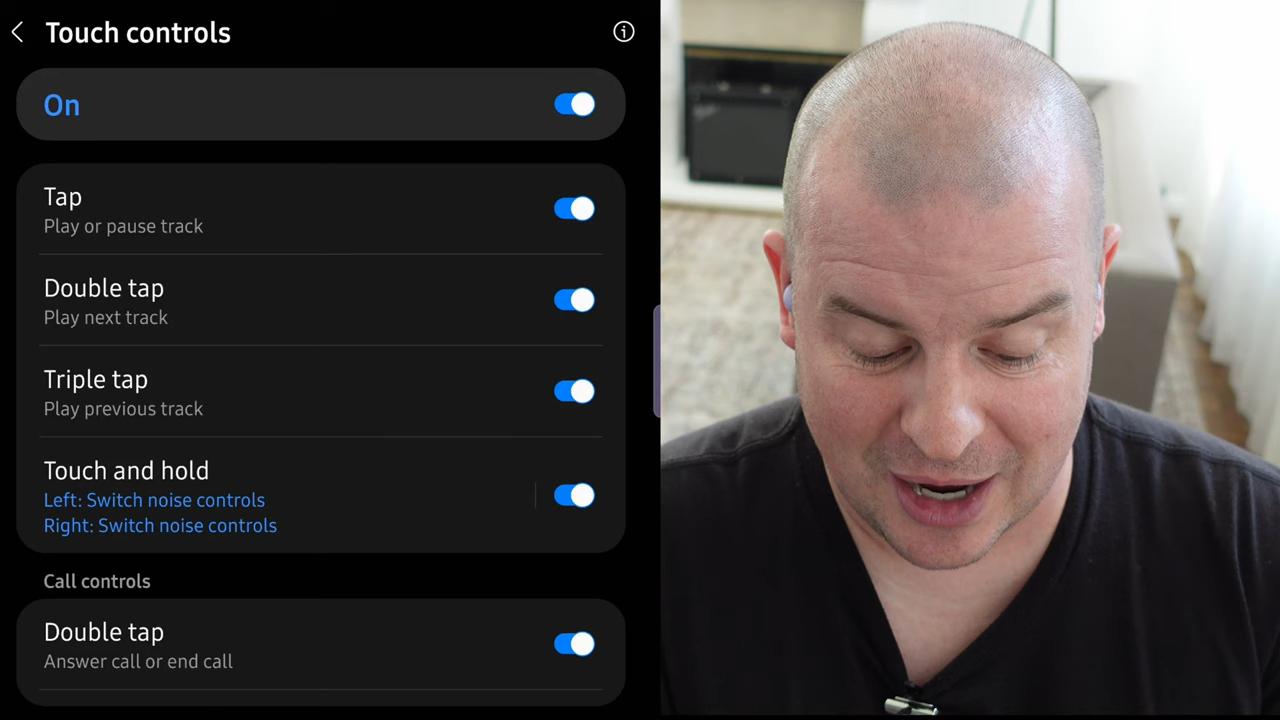 Touch controls
On
Tap
Play or pause track
Double tap
Play next track
Triple tap
Play previous track
Touch and hold
Left: Switch noise controls
Right: Switch noise controls
Call controls
Double tap
Answer call or end call